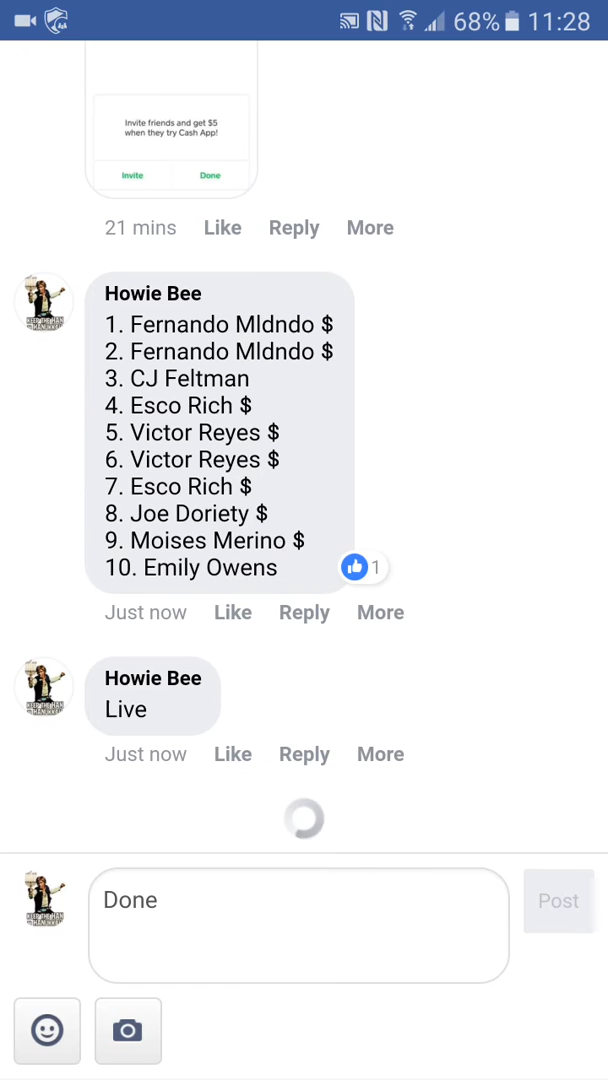 68% 11:28
Invite friends and get $5
when they try Cash App!
Invite Done
21 mins Like Reply More
Howie Bee
1. Fernando Mldndo $
2. Fernando Mldndo $
3. CJ Feltman
4. Esco Rich $
5. Victor Reyes $
6. Victor Reyes $
7. Esco Rich $
8. Joe Doriety $
9. Moises Merino $
10. Emily Owens
1
Just now Like Reply More
Howie Bee
Live
Just now Like Reply More
Done
Post